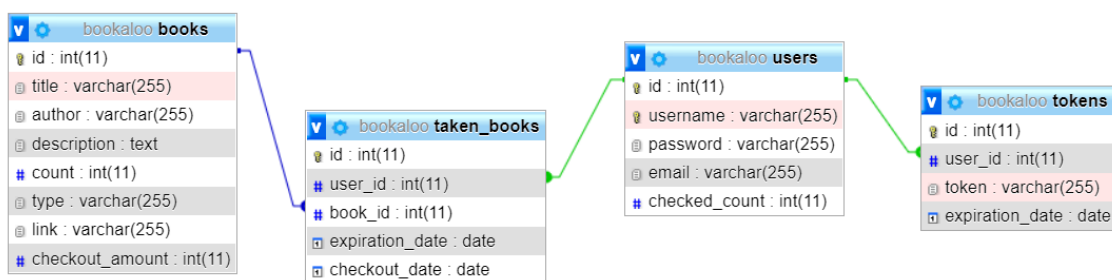 v bookaloo books
id : int(11)
title : varchar(255)
author : varchar(255)
description : text
# count : int(11)
type : varchar(255)
link : varchar(255)
# checkout_amount : int(11)
v bookaloo taken_books
id : int(11)
# user_id : int(11)
# book_id : int(11)
expiration_date : date
checkout_date : date
v bookaloo users
id : int(11)
username : varchar(255)
password : varchar(255)
email : varchar(255)
# checked_count : int(11)
v bookaloo tokens
id : int(11)
# user_id : int(11)
token : varchar(255)
expiration_date : date